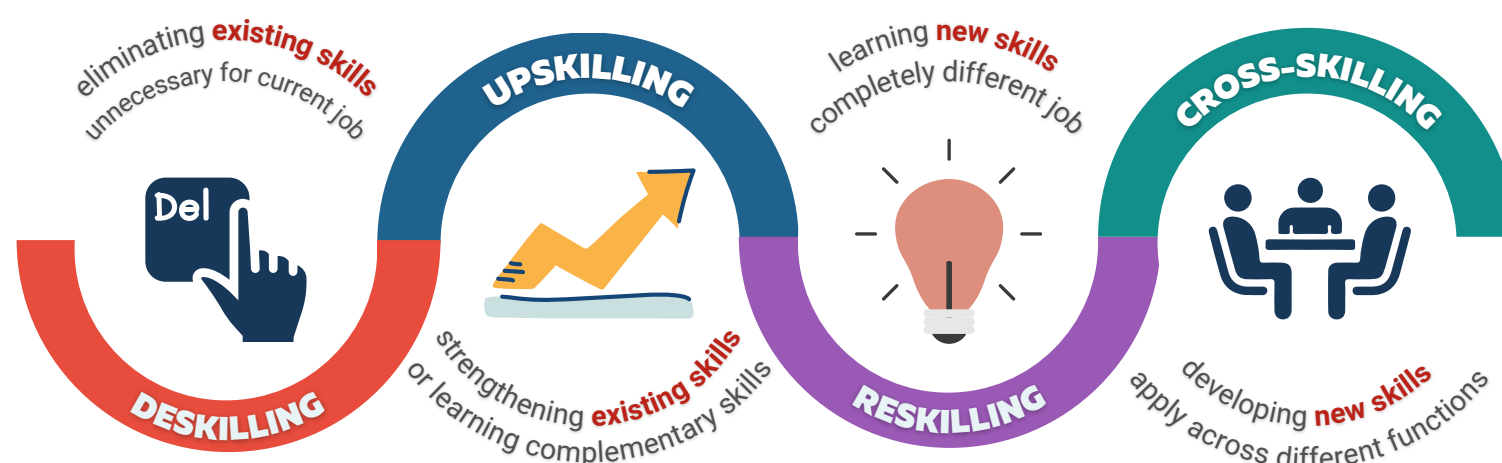 eliminating existing skills
unnecessary for current job
Del
DESKILLING
UPSKILLING
strengthening existing skills
or learning complementary skills
learning new skills
completely different job
RESKILLING
CROSS-SKILLING
developing new skills
apply across different functions